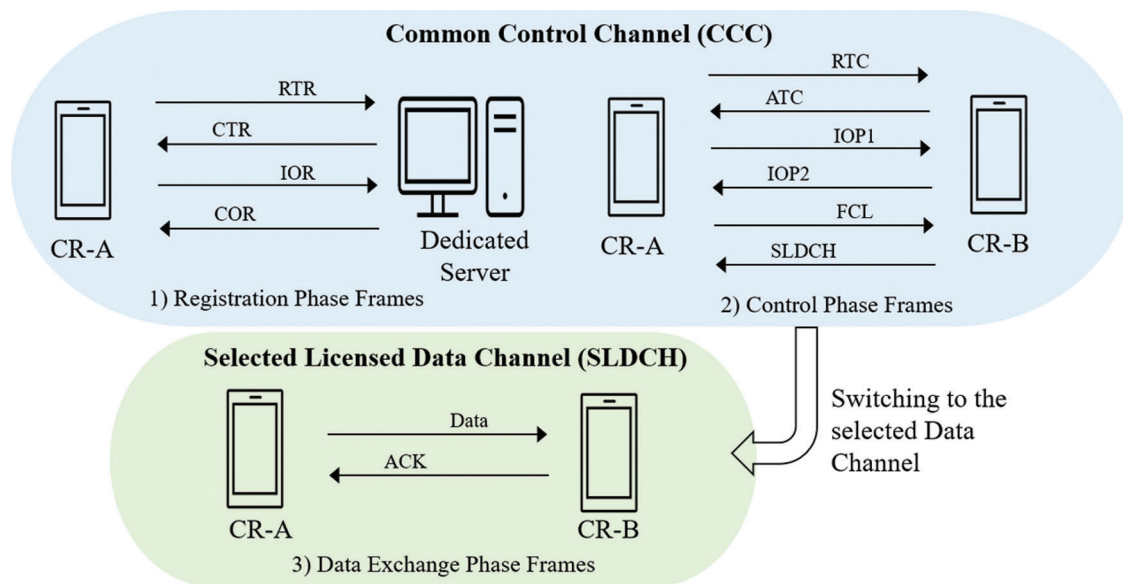 Common Control Channel (CCC)
RTR
CTR
IOR
COR
CR-A
Dedicated
Server
1) Registration Phase Frames
RTC
ATC
IOP1
IOP2
FCL
SLDCH
CR-A
CR-B
2) Control Phase Frames
Switching to the
selected Data
Channel
Selected Licensed Data Channel (SLDCH)
Data
ACK
CR-A
CR-B
3) Data Exchange Phase Frames